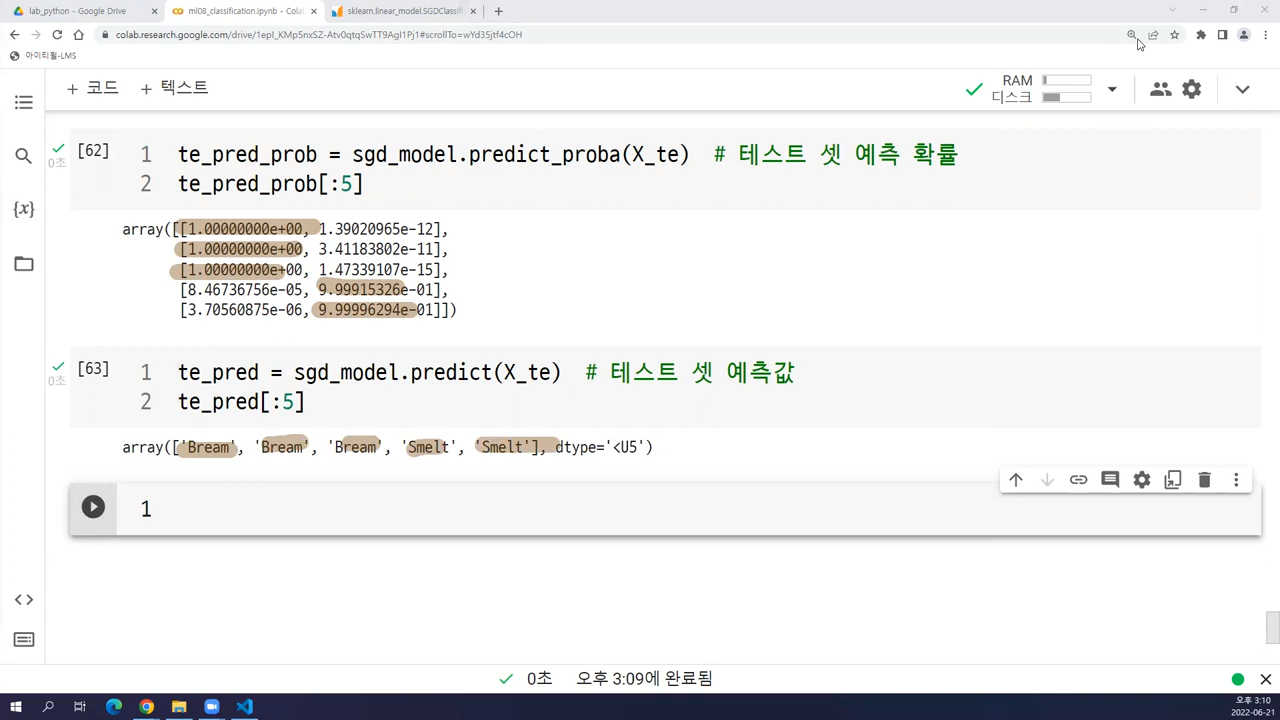 lab_python - Google Drive
ml08_classification.ipynb - Colab
sklearn.linear_model.SGDClassif
colab.research.google.com/drive/1epI_KMp5nxSZ-Atv0qtqSwTT9AgI1Pj1#scrollTo=wYd35jtf4cOH
아이티윌-LMS
+ 코드 + 텍스트
RAM
디스크
[62]
0초
1 te_pred_prob = sgd_model.predict_proba(X_te) # 테스트 셋 예측 확률
2 te_pred_prob[:5]
array([[1.00000000e+00, 1.39020965e-12],
[1.00000000e+00, 3.41183802e-11],
[1.00000000e+00, 1.47339107e-15],
[8.46736756e-05, 9.99915326e-01],
[3.70560875e-06, 9.99996294e-01]])
[63]
0초
1 te_pred = sgd_model.predict(X_te) # 테스트 셋 예측값
2 te_pred[:5]
array(['Bream', 'Bream', 'Bream', 'Smelt', 'Smelt'], dtype='<U5')
1
0초 오후 3:09에 완료됨
오후 3:10
2022-06-21